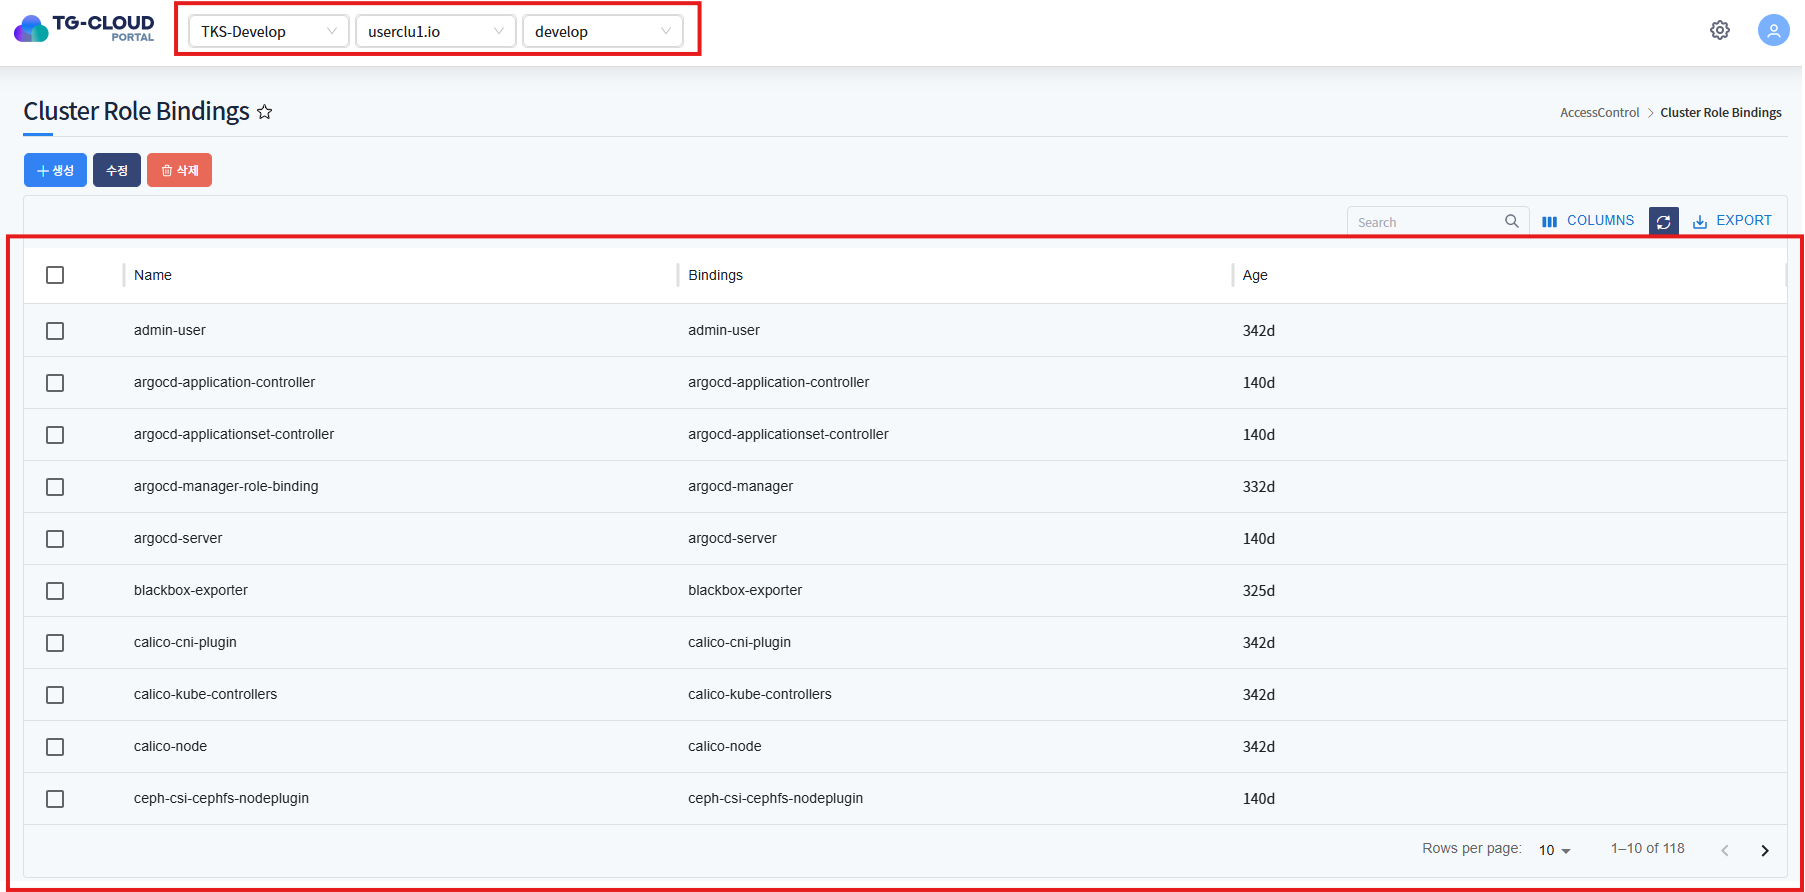 TG-CLOUD
PORTAL
TKS-Develop userclu1.io develop
Cluster Role Bindings
AccessControl > Cluster Role Bindings
생성 수정 삭제
Search COLUMNS EXPORT
Name Bindings Age
admin-user admin-user 342d
argocd-application-controller argocd-application-controller 140d
argocd-applicationset-controller argocd-applicationset-controller 140d
argocd-manager-role-binding argocd-manager 332d
argocd-server argocd-server 140d
blackbox-exporter blackbox-exporter 325d
calico-cni-plugin calico-cni-plugin 342d
calico-kube-controllers calico-kube-controllers 342d
calico-node calico-node 342d
ceph-csi-cephfs-nodeplugin ceph-csi-cephfs-nodeplugin 140d
Rows per page: 10 1–10 of 118